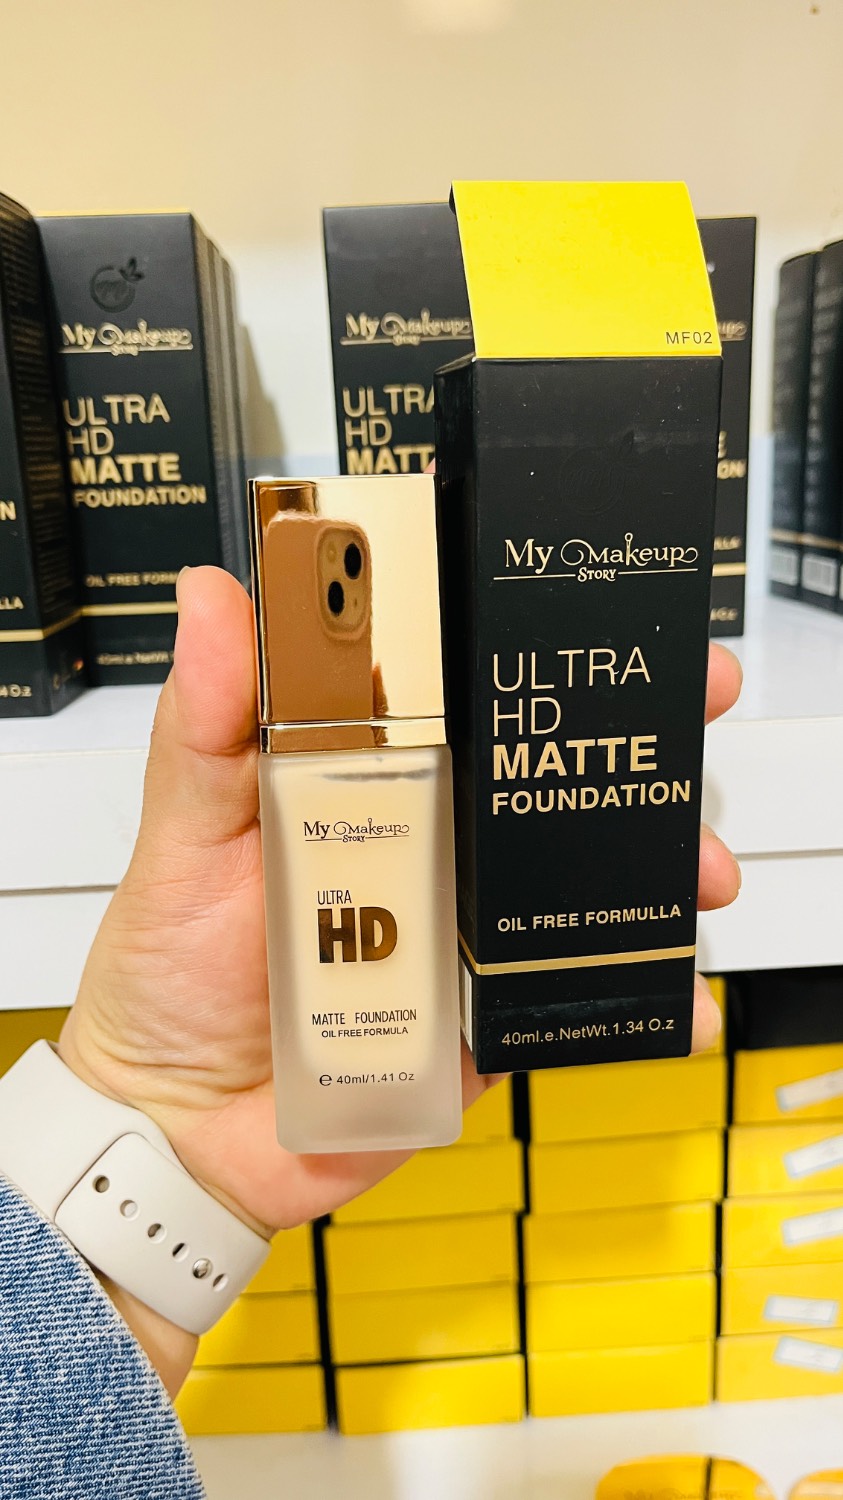 My Makeup
STORY
ULTRA
HD
MATTE
FOUNDATION
OIL FREE FORM
My Makeup
STORY
ULTRA
HD
MATT
MF02
My Makeup
STORY
ULTRA
HD
MATTE
FOUNDATION
OIL FREE FORMULLA
40ml.e.NetWt.1.34 O.z
My Makeup
STORY
ULTRA
HD
MATTE FOUNDATION
OIL FREE FORMULA
e 40ml/1.41 Oz